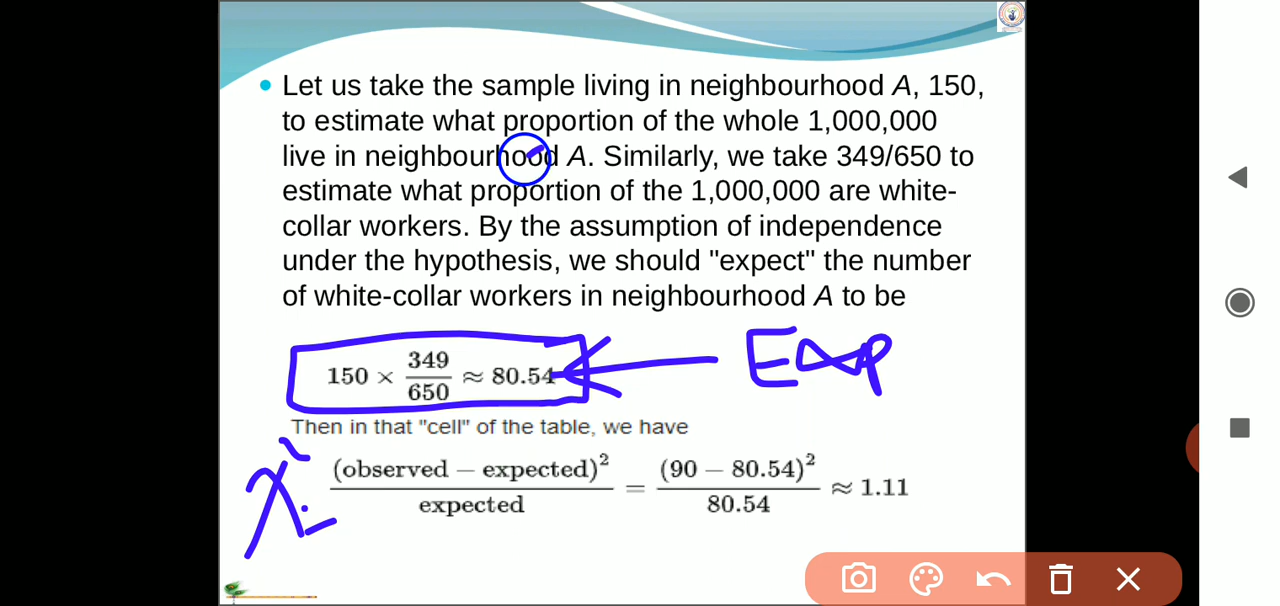 Let us take the sample living in neighbourhood A, 150,
to estimate what proportion of the whole 1,000,000
live in neighbourhood A. Similarly, we take 349/650 to
estimate what proportion of the 1,000,000 are white-
collar workers. By the assumption of independence
under the hypothesis, we should "expect" the number
of white-collar workers in neighbourhood A to be
150 × 349/650 ≈ 80.54
Exp
Then in that "cell" of the table, we have
(observed − expected)²/expected = (90 − 80.54)²/80.54 ≈ 1.11